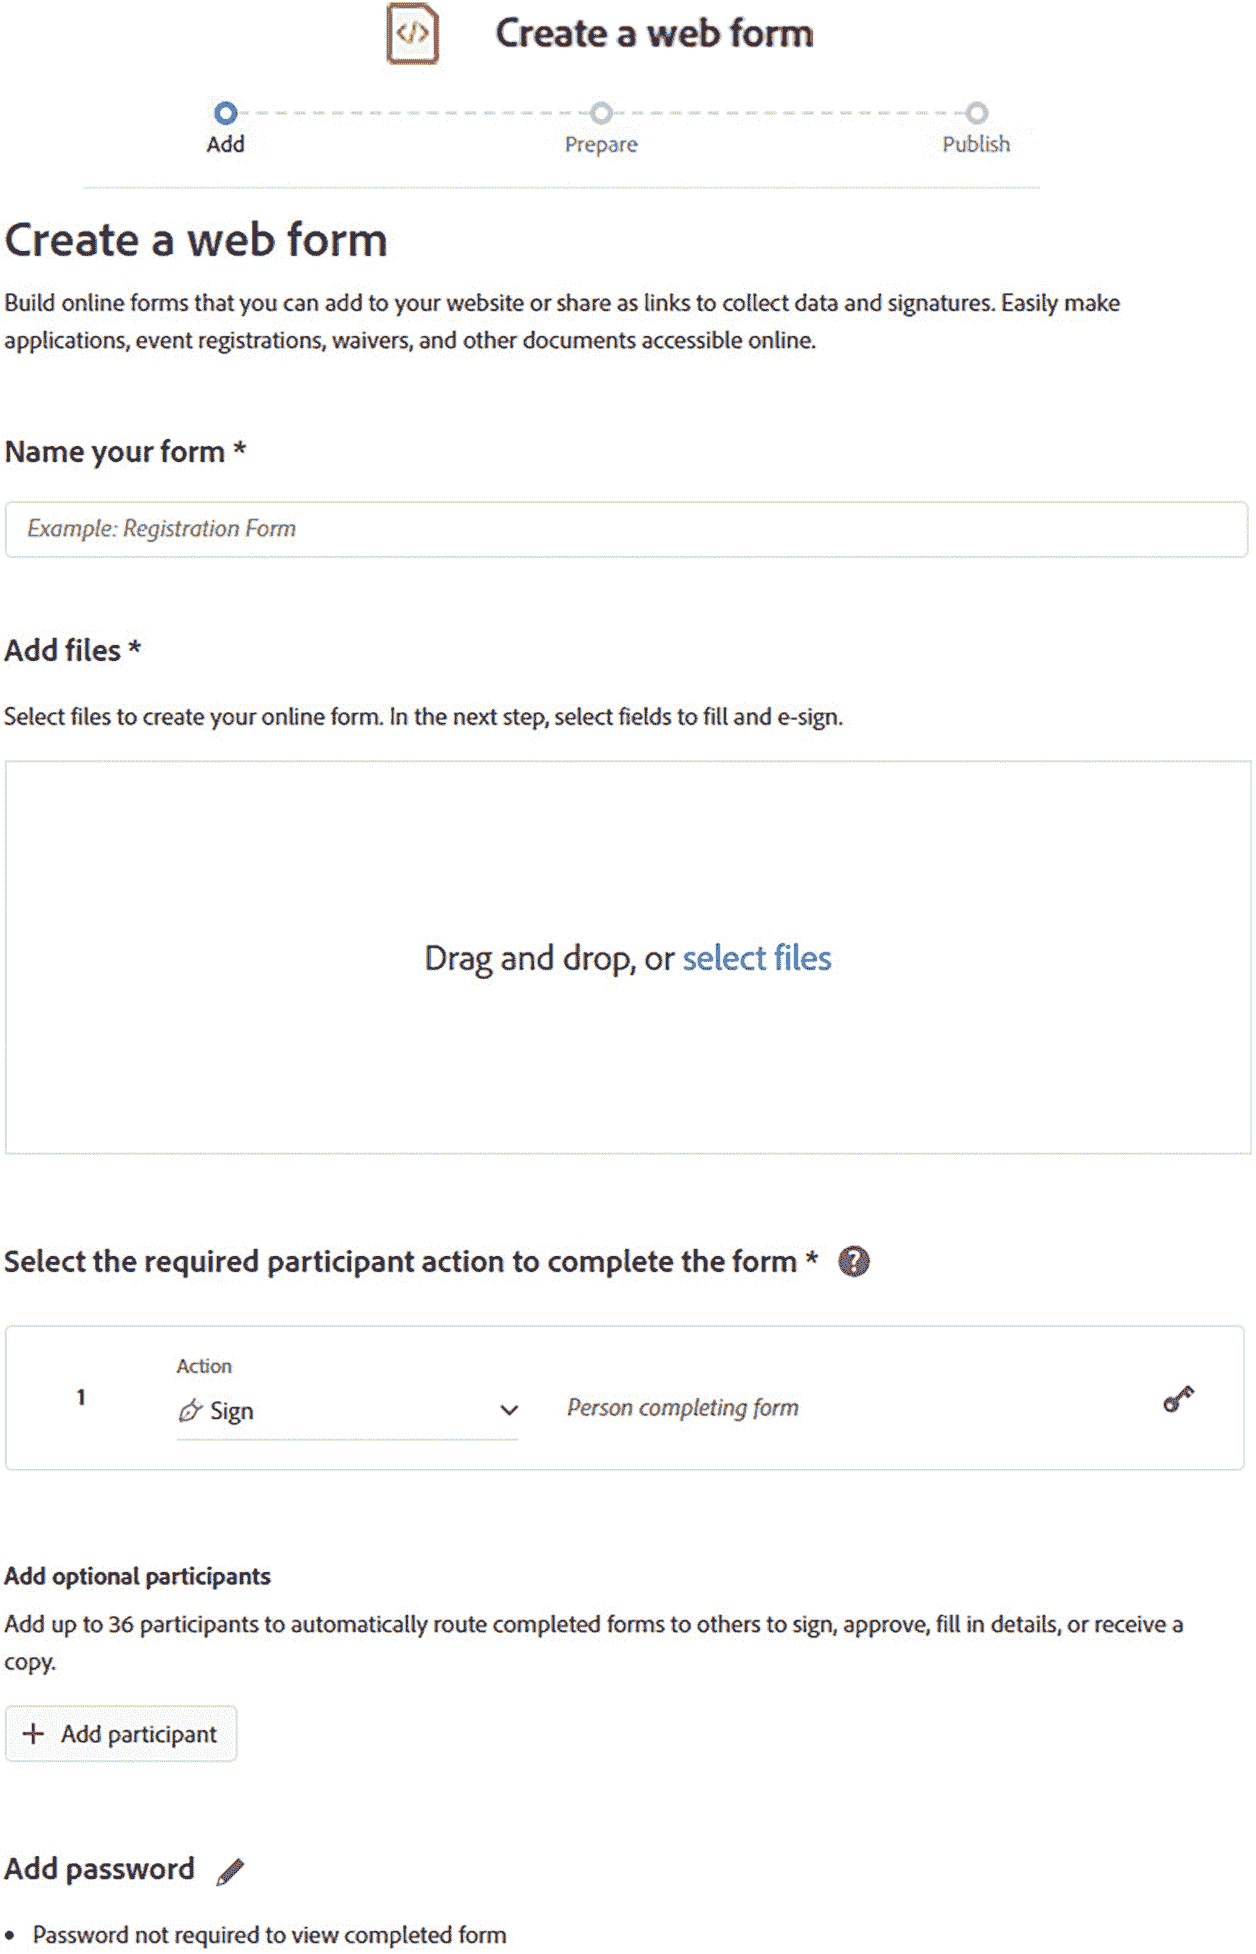 Create a web form
Add
Prepare
Publish
Create a web form
Build online forms that you can add to your website or share as links to collect data and signatures. Easily make
applications, event registrations, waivers, and other documents accessible online.
Name your form *
Example: Registration Form
Add files *
Select files to create your online form. In the next step, select fields to fill and e-sign.
Drag and drop, or select files
Select the required participant action to complete the form * ?
Action
1
Sign
Person completing form
Add optional participants
Add up to 36 participants to automatically route completed forms to others to sign, approve, fill in details, or receive a
copy.
+ Add participant
Add password
• Password not required to view completed form